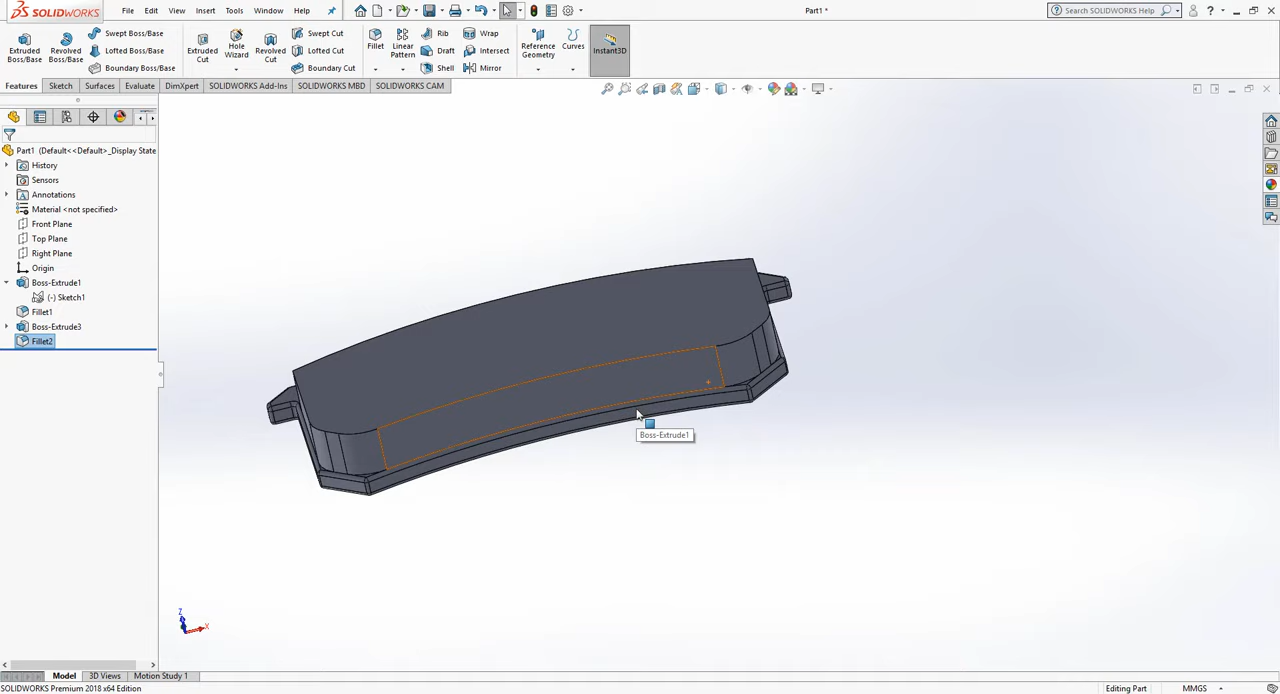 SOLIDWORKS
File Edit View Insert Tools Window Help
Part1 *
Search SOLIDWORKS Help
Extruded Boss/Base
Revolved Boss/Base
Swept Boss/Base
Lofted Boss/Base
Boundary Boss/Base
Extruded Cut
Hole Wizard
Revolved Cut
Swept Cut
Lofted Cut
Boundary Cut
Fillet
Linear Pattern
Rib
Draft
Shell
Wrap
Intersect
Mirror
Reference Geometry
Curves
Instant3D
Features Sketch Surfaces Evaluate DimXpert SOLIDWORKS Add-Ins SOLIDWORKS MBD SOLIDWORKS CAM
Part1 (Default<<Default>_Display State
History
Sensors
Annotations
Material <not specified>
Front Plane
Top Plane
Right Plane
Origin
Boss-Extrude1
(-) Sketch1
Fillet1
Boss-Extrude3
Fillet2
Boss-Extrude1
Z
X
Model 3D Views Motion Study 1
SOLIDWORKS Premium 2018 x64 Edition
Editing Part
MMGS